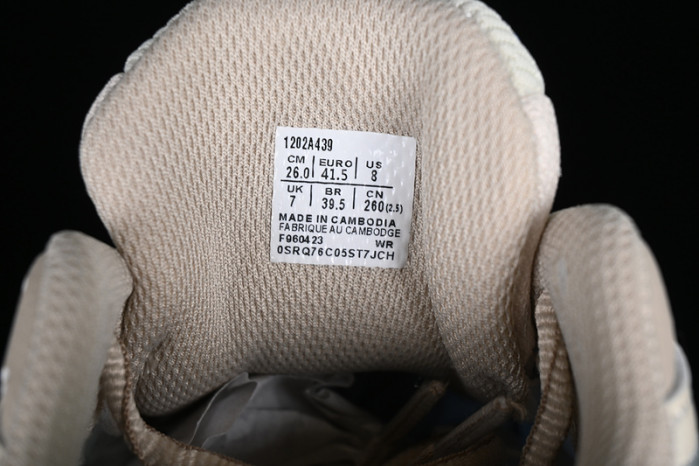 1202A439
CM EURO US
26.0 41.5 8
UK BR CN
7 39.5 260(2.5)
MADE IN CAMBODIA
FABRIQUE AU CAMBODGE
F960423 WR
0SRQ76C05ST7JCH